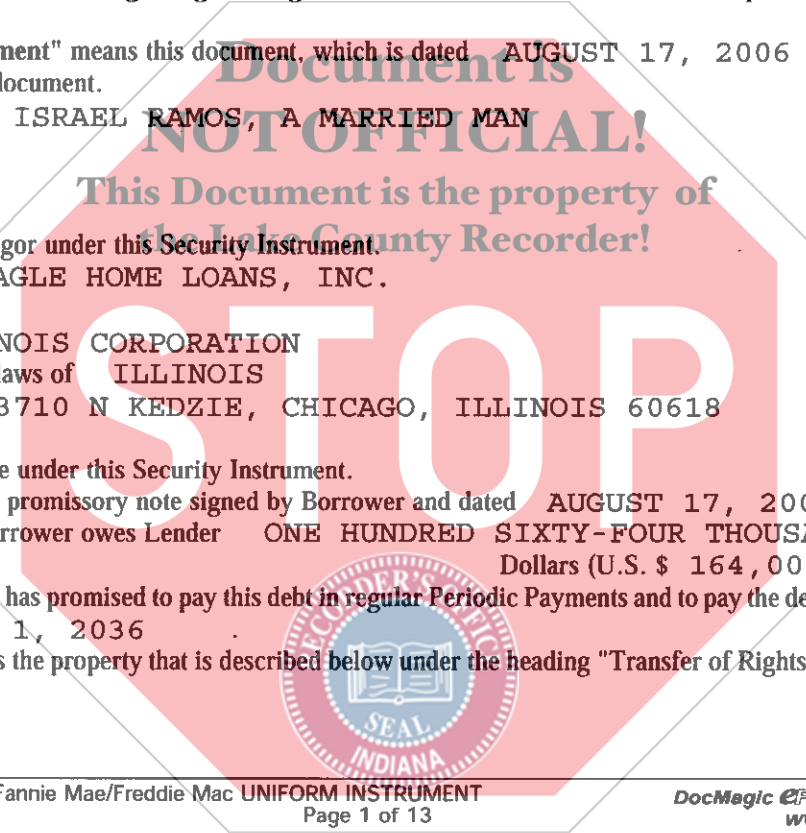 ment" means this document, which is dated AUGUST 17, 2006
Document is
document.
ISRAEL RAMOS, A MARRIED MAN
NOT OFFICIAL!
This Document is the property of
the Lake County Recorder!
gor under this Security Instrument.
AGLE HOME LOANS, INC.
NOIS CORPORATION
laws of ILLINOIS
3710 N KEDZIE, CHICAGO, ILLINOIS 60618
STOP
e under this Security Instrument.
promissory note signed by Borrower and dated AUGUST 17, 200
rrower owes Lender ONE HUNDRED SIXTY-FOUR THOUSA
Dollars (U.S. $ 164,00
has promised to pay this debt in regular Periodic Payments and to pay the de
1, 2036 .
s the property that is described below under the heading "Transfer of Rights
RECORDER'S OFFICE
SEAL
INDIANA
Fannie Mae/Freddie Mac UNIFORM INSTRUMENT
Page 1 of 13
DocMagic